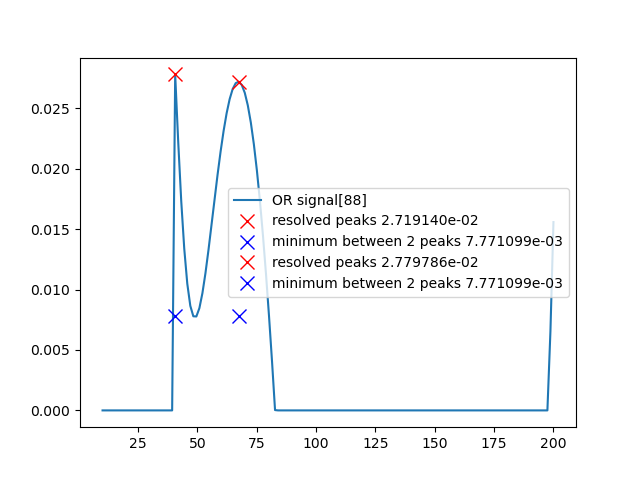 0.025
0.020
0.015
0.010
0.005
0.000
OR signal[88]
resolved peaks 2.719140e-02
minimum between 2 peaks 7.771099e-03
resolved peaks 2.779786e-02
minimum between 2 peaks 7.771099e-03
25 50 75 100 125 150 175 200